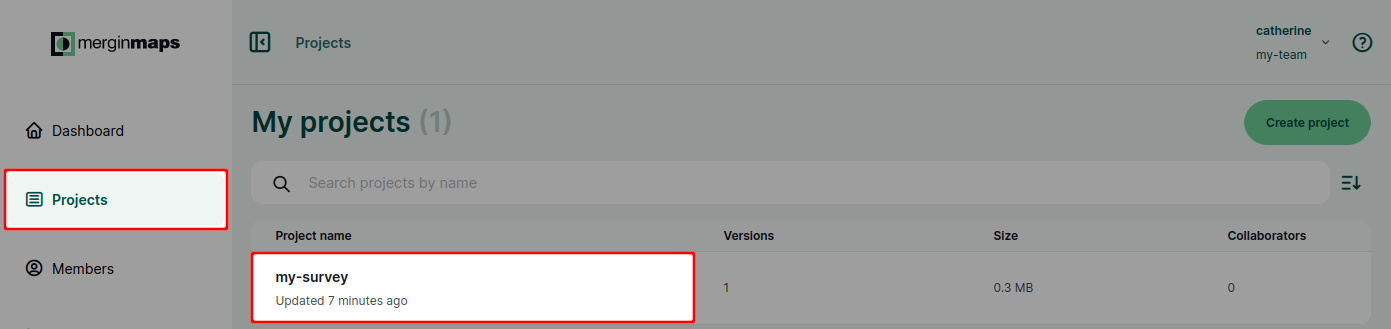 merginmaps
Projects
catherine
my-team
Dashboard
Projects
Members
My projects (1)
Create project
Search projects by name
Project name Versions Size Collaborators
my-survey
Updated 7 minutes ago
1 0.3 MB 0